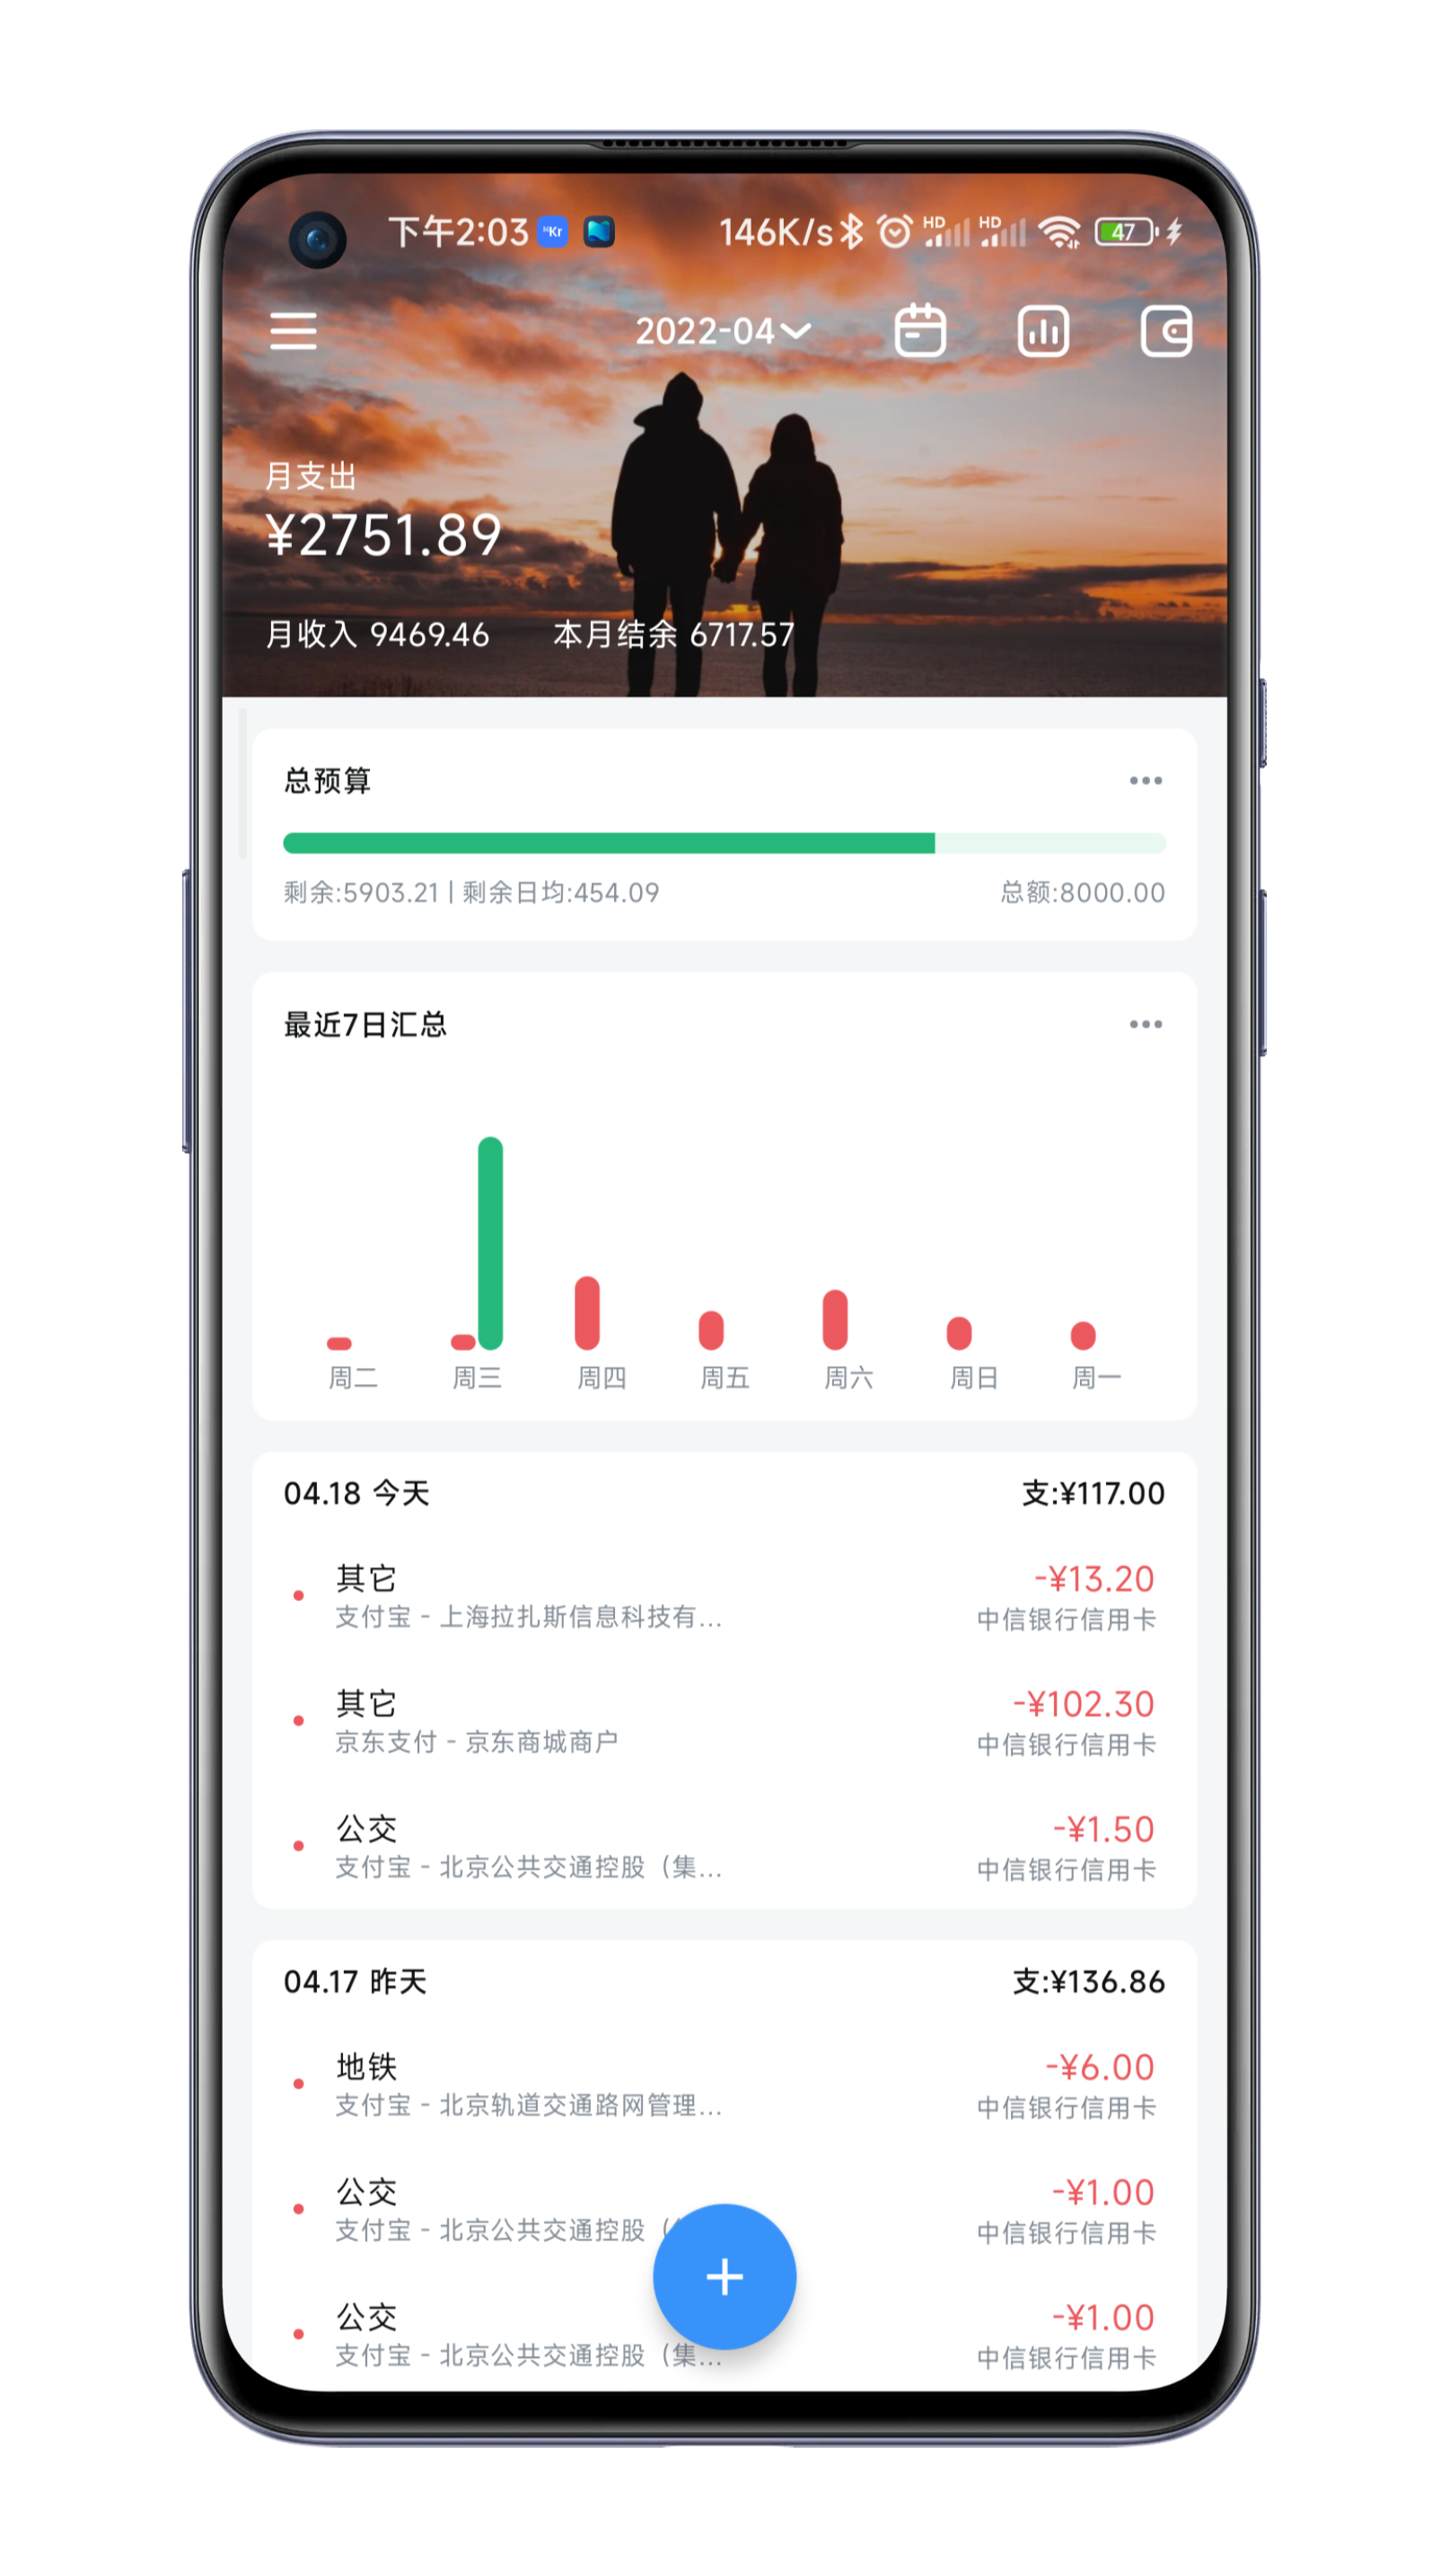 下午2:03 Kr 146K/s HD HD 47
2022-04
月支出
¥2751.89
月收入 9469.46 本月结余 6717.57
总预算
剩余:5903.21 | 剩余日均:454.09 总额:8000.00
最近7日汇总
周二 周三 周四 周五 周六 周日 周一
04.18 今天 支:¥117.00
其它 -¥13.20
支付宝 - 上海拉扎斯信息科技有... 中信银行信用卡
其它 -¥102.30
京东支付 - 京东商城商户 中信银行信用卡
公交 -¥1.50
支付宝 - 北京公共交通控股（集... 中信银行信用卡
04.17 昨天 支:¥136.86
地铁 -¥6.00
支付宝 - 北京轨道交通路网管理... 中信银行信用卡
公交 -¥1.00
支付宝 - 北京公共交通控股（ 中信银行信用卡
公交 -¥1.00
支付宝 - 北京公共交通控股（集... 中信银行信用卡